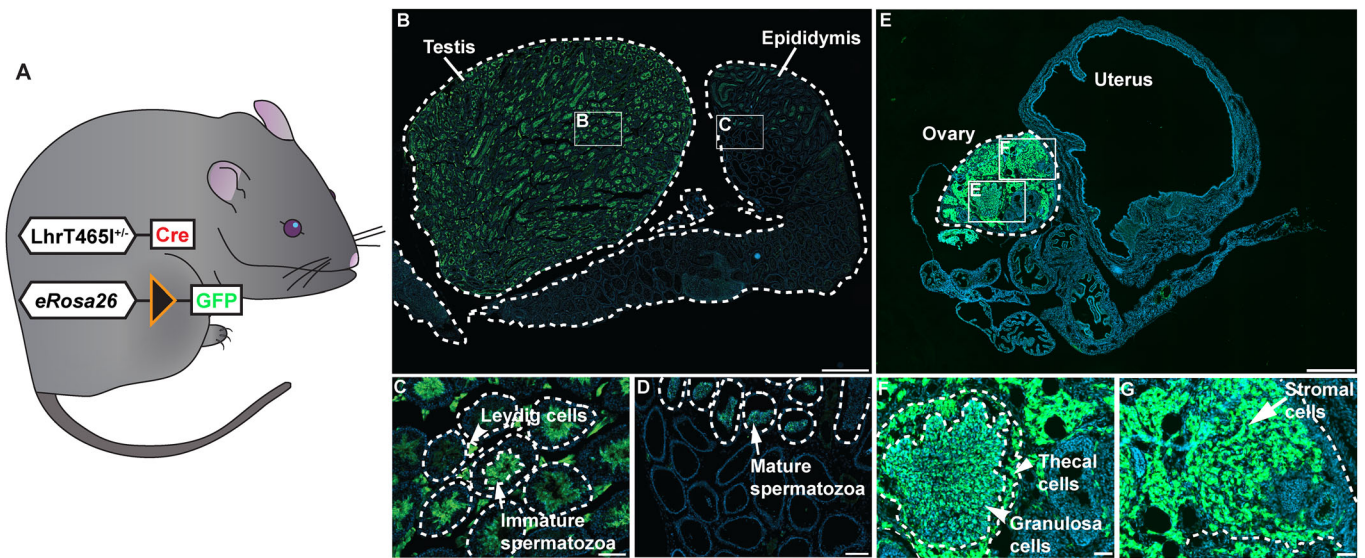 A
LhrT465I+/-
Cre
eRosa26
GFP
B
Testis
Epididymis
B
C
E
Uterus
Ovary
F
E
C
Leydig cells
Immature
spermatozoa
D
Mature
spermatozoa
F
Thecal
cells
Granulosa
cells
G
Stromal
cells